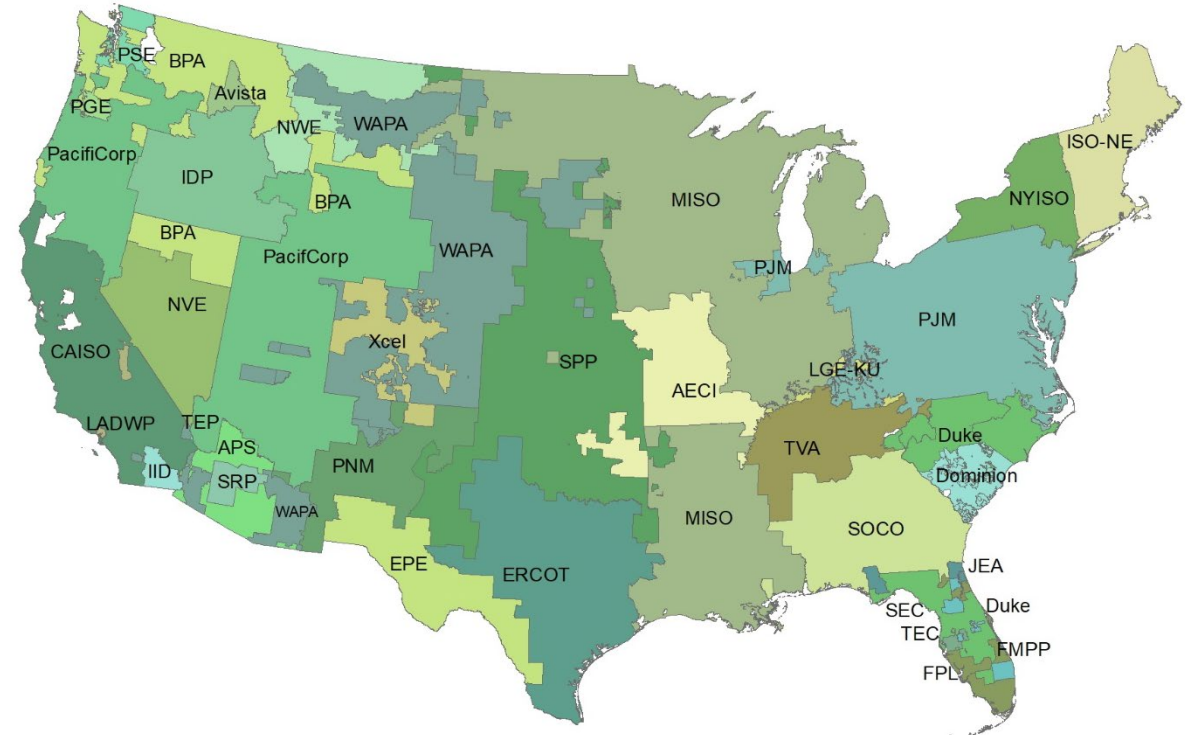 PSE
BPA
Avista
PGE
NWE
WAPA
ISO-NE
PacifiCorp
IDP
MISO
NYISO
BPA
BPA
PacifCorp
WAPA
PJM
NVE
PJM
CAISO
Xcel
SPP
LGE-KU
AECI
LADWP
TEP
Duke
APS
TVA
IID
PNM
SRP
Dominion
WAPA
MISO
SOCO
EPE
ERCOT
JEA
SEC
Duke
TEC
FMPP
FPL